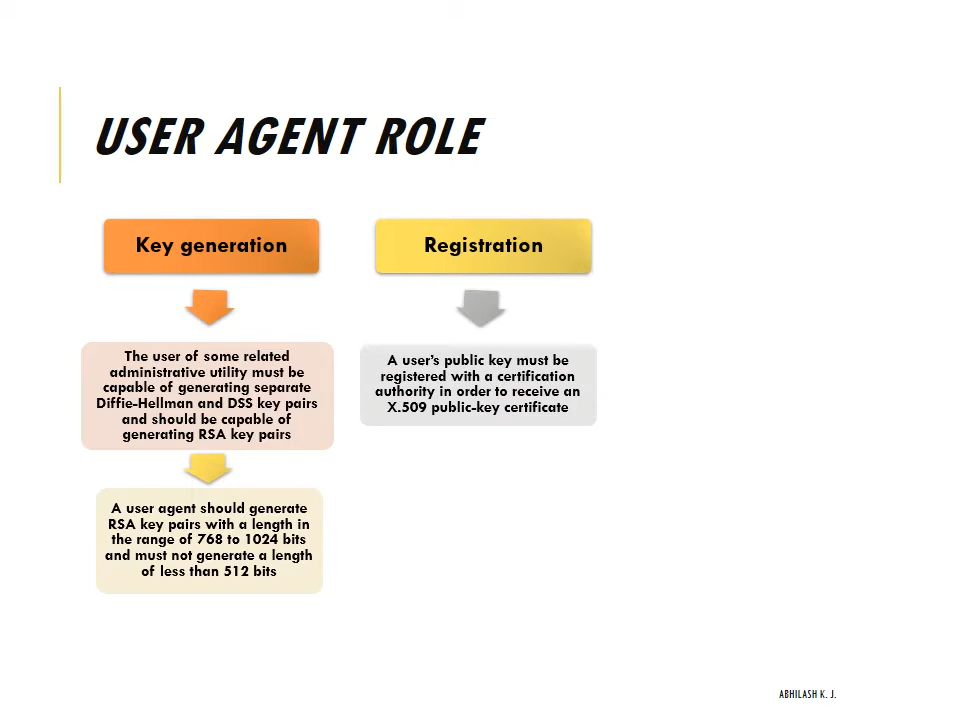 USER AGENT ROLE
Key generation
The user of some related
administrative utility must be
capable of generating separate
Diffie-Hellman and DSS key pairs
and should be capable of
generating RSA key pairs
A user agent should generate
RSA key pairs with a length in
the range of 768 to 1024 bits
and must not generate a length
of less than 512 bits
Registration
A user’s public key must be
registered with a certification
authority in order to receive an
X.509 public-key certificate
ABHILASH K. J.